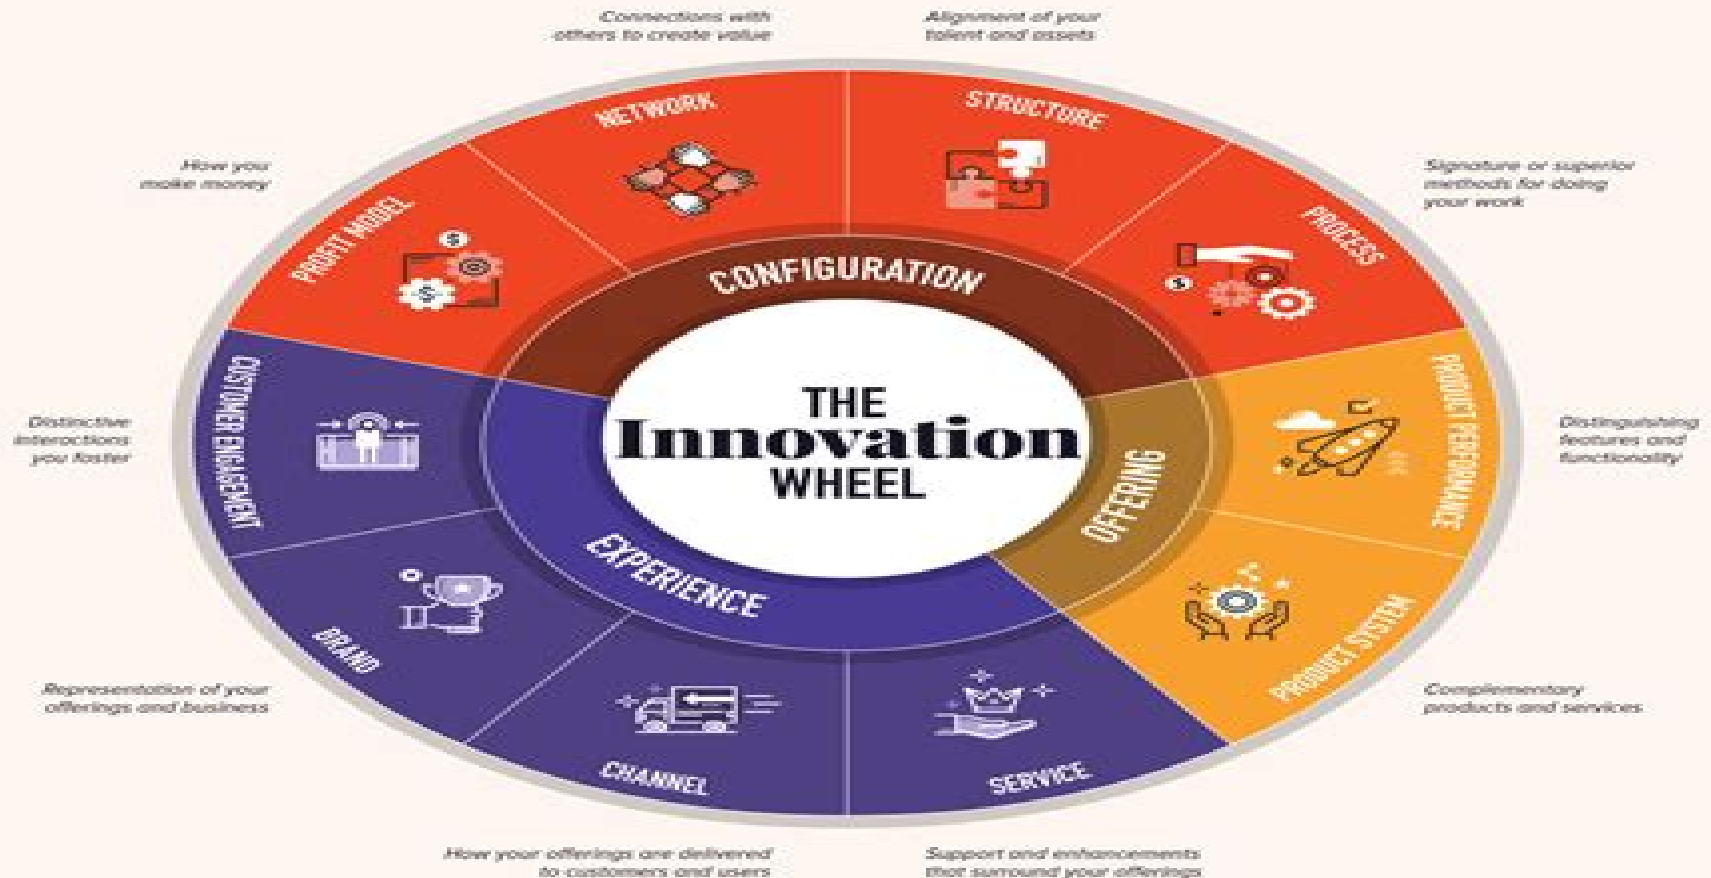 Connections with
others to create value
Alignment of your
talent and assets
NETWORK
STRUCTURE
How you
make money
Signature or superior
methods for doing
your work
PROFIT MODEL
PROCESS
CONFIGURATION
THE
Innovation
WHEEL
CUSTOMER ENGAGEMENT
PRODUCT PERFORMANCE
Distinctive
interactions
you foster
Distinguishing
features and
functionality
OFFERING
EXPERIENCE
BRAND
PRODUCT SYSTEM
Representation of your
offerings and business
Complementary
products and services
CHANNEL
SERVICE
How your offerings are delivered
to customers and users
Support and enhancements
that surround your offerings